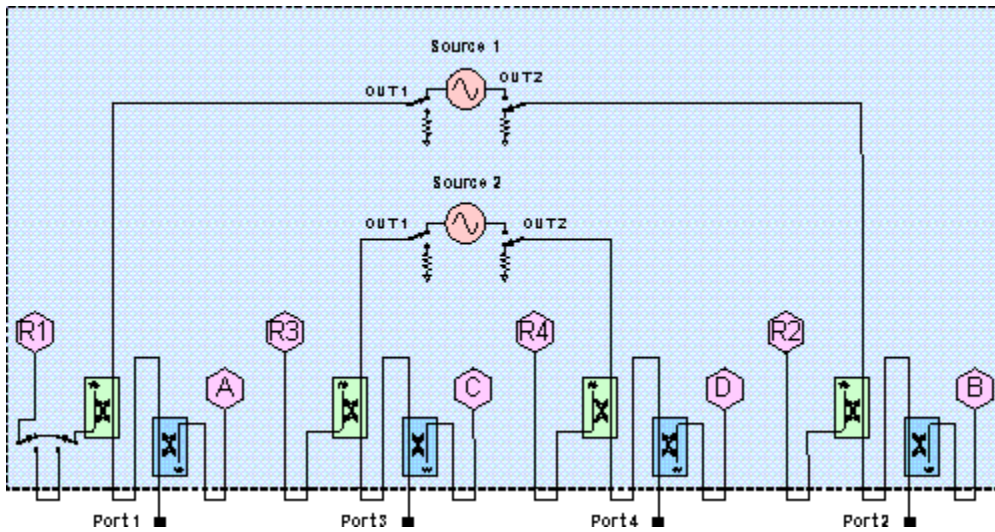 Source 1
OUT1
OUT2
Source 2
OUT1
OUT2
R1
R3
R4
R2
A
C
D
B
Port1
Port3
Port4
Port2